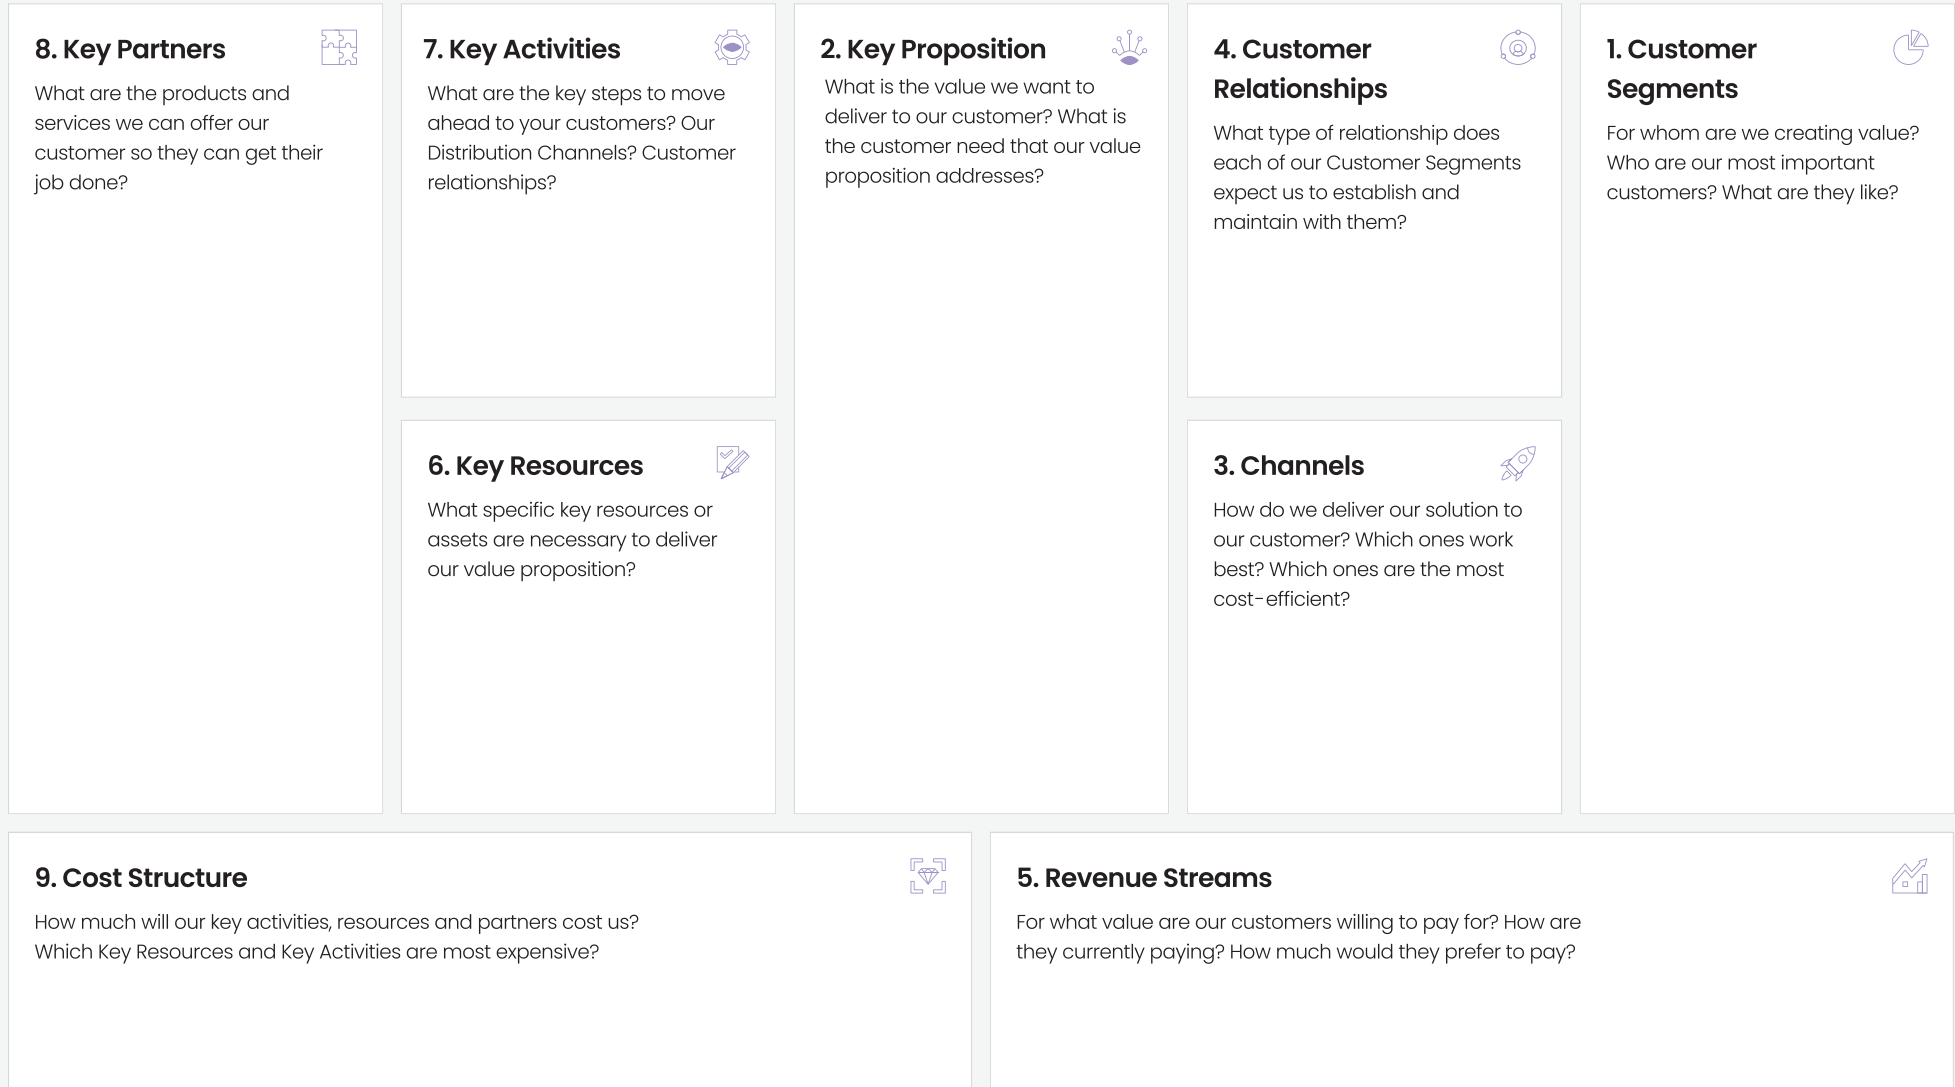 8. Key Partners
What are the products and
services we can offer our
customer so they can get their
job done?
7. Key Activities
What are the key steps to move
ahead to your customers? Our
Distribution Channels? Customer
relationships?
6. Key Resources
What specific key resources or
assets are necessary to deliver
our value proposition?
2. Key Proposition
What is the value we want to
deliver to our customer? What is
the customer need that our value
proposition addresses?
4. Customer
Relationships
What type of relationship does
each of our Customer Segments
expect us to establish and
maintain with them?
3. Channels
How do we deliver our solution to
our customer? Which ones work
best? Which ones are the most
cost-efficient?
1. Customer
Segments
For whom are we creating value?
Who are our most important
customers? What are they like?
9. Cost Structure
How much will our key activities, resources and partners cost us?
Which Key Resources and Key Activities are most expensive?
5. Revenue Streams
For what value are our customers willing to pay for? How are
they currently paying? How much would they prefer to pay?